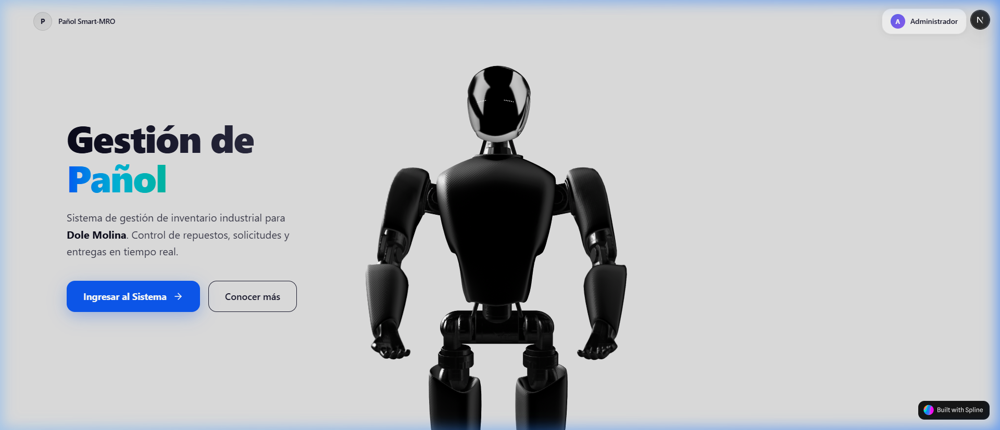 P
Pañol Smart-MRO
A
Administrador
N
Gestión de
Pañol
Sistema de gestión de inventario industrial para
Dole Molina. Control de repuestos, solicitudes y
entregas en tiempo real.
Ingresar al Sistema →
Conocer más
Built with Spline